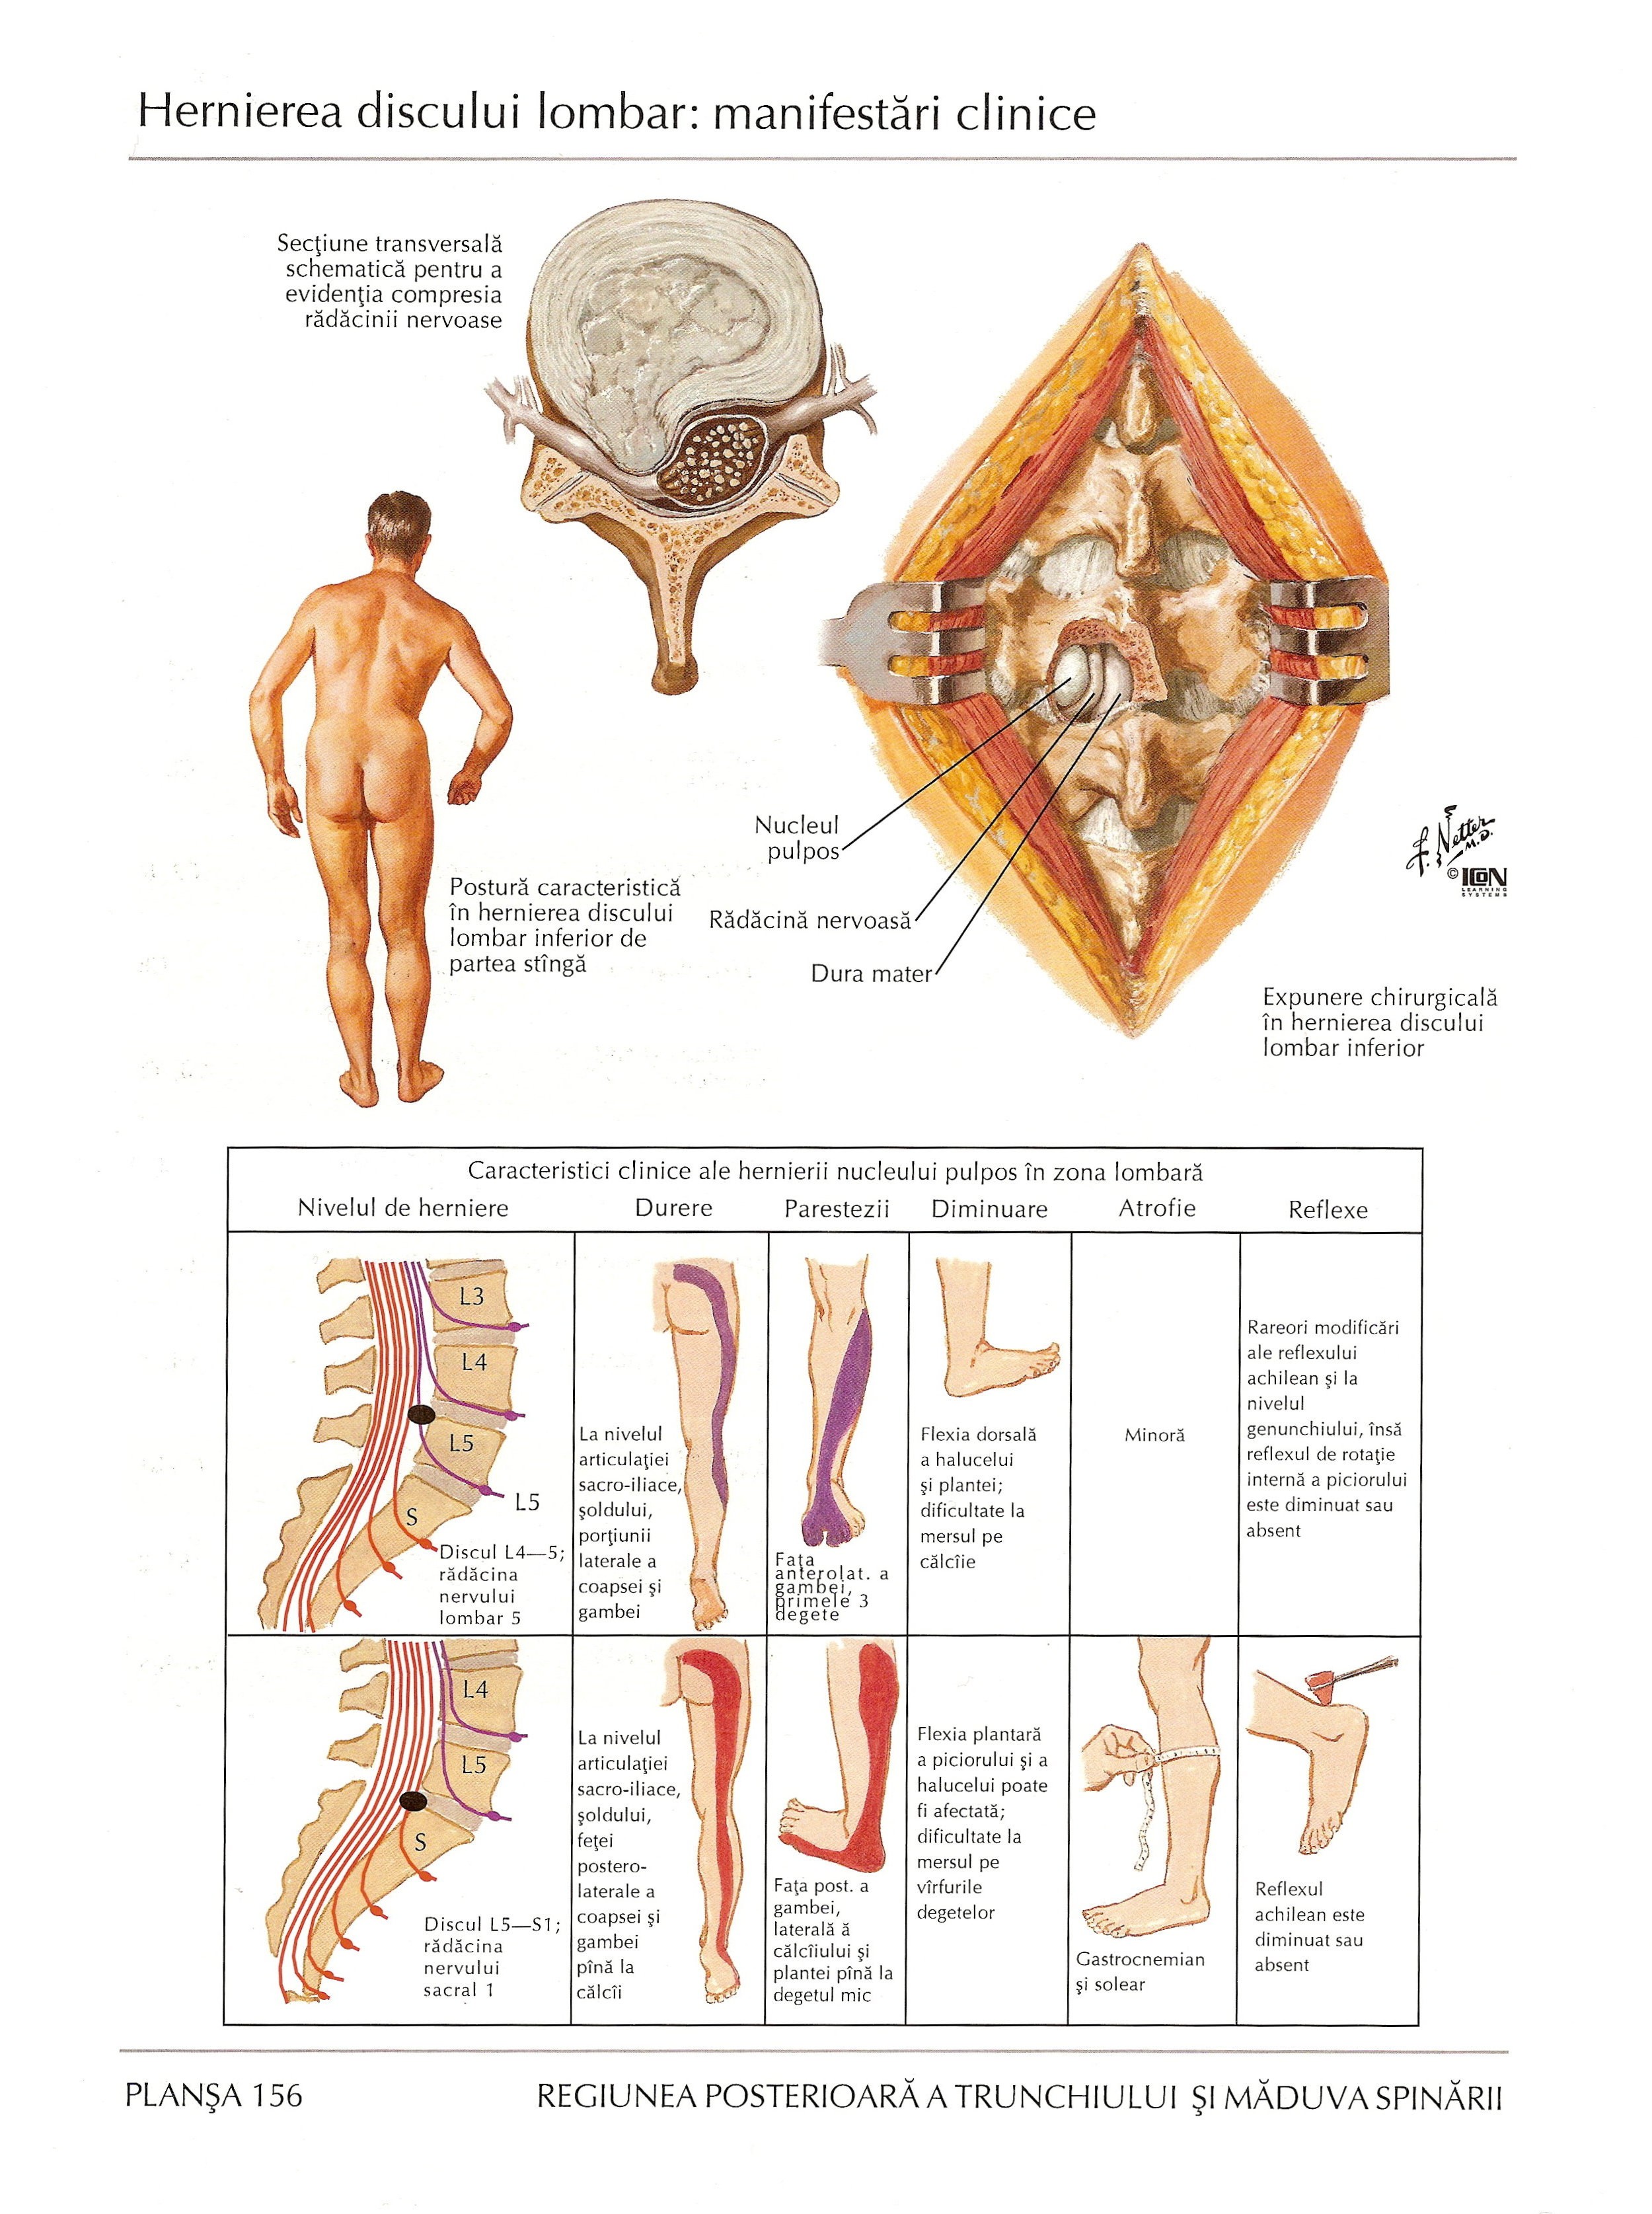 Hernierea discului lombar: manifestări clinice
Secţiune transversală
schematică pentru a
evidenţia compresia
rădăcinii nervoase
Nucleul
pulpos
Postură caracteristică
în hernierea discului
lombar inferior de
partea stîngă
Rădăcină nervoasă
Dura mater
F. Netter
M.D.
© ICON
LEARNING
SYSTEMS
Expunere chirurgicală
în hernierea discului
lombar inferior
Caracteristici clinice ale hernierii nucleului pulpos în zona lombară
Nivelul de herniere Durere Parestezii Diminuare Atrofie Reflexe
L3
L4
L5
S
L5
Discul L4—5;
rădăcina
nervului
lombar 5
La nivelul
articulaţiei
sacro-iliace,
şoldului,
porţiunii
laterale a
coapsei şi
gambei
Faţa
anterolat. a
gambei,
primele 3
degete
Flexia dorsală
a halucelui
şi plantei;
dificultate la
mersul pe
călcîie
Minoră
Rareori modificări
ale reflexului
achilean şi la
nivelul
genunchiului, însă
reflexul de rotaţie
internă a piciorului
este diminuat sau
absent
L4
L5
S
Discul L5—S1;
rădăcina
nervului
sacral 1
La nivelul
articulaţiei
sacro-iliace,
şoldului,
feţei
postero-
laterale a
coapsei şi
gambei
pînă la
călcîi
Faţa post. a
gambei,
laterală ă
călcîiului şi
plantei pînă la
degetul mic
Flexia plantară
a piciorului şi a
halucelui poate
fi afectată;
dificultate la
mersul pe
vîrfurile
degetelor
Gastrocnemian
şi solear
Reflexul
achilean este
diminuat sau
absent
PLANŞA 156
REGIUNEA POSTERIOARĂ A TRUNCHIULUI ŞI MĂDUVA SPINĂRII